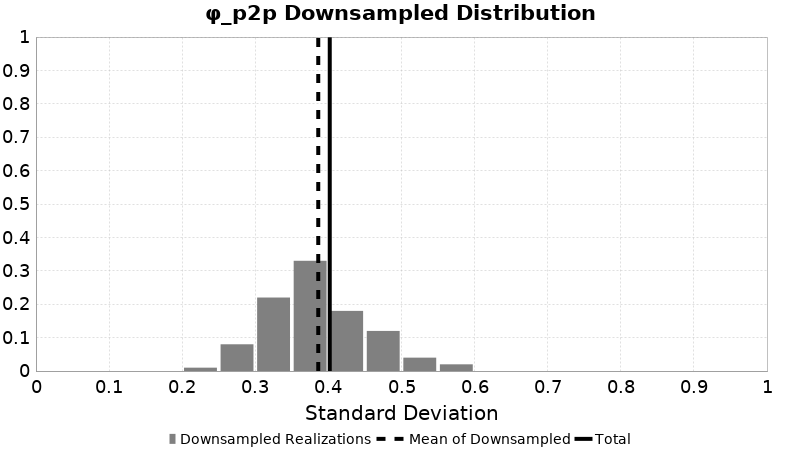 φ_p2p Downsampled Distribution
1
0.9
0.8
0.7
0.6
0.5
0.4
0.3
0.2
0.1
0
0 0.1 0.2 0.3 0.4 0.5 0.6 0.7 0.8 0.9 1
Standard Deviation
Downsampled Realizations Mean of Downsampled Total